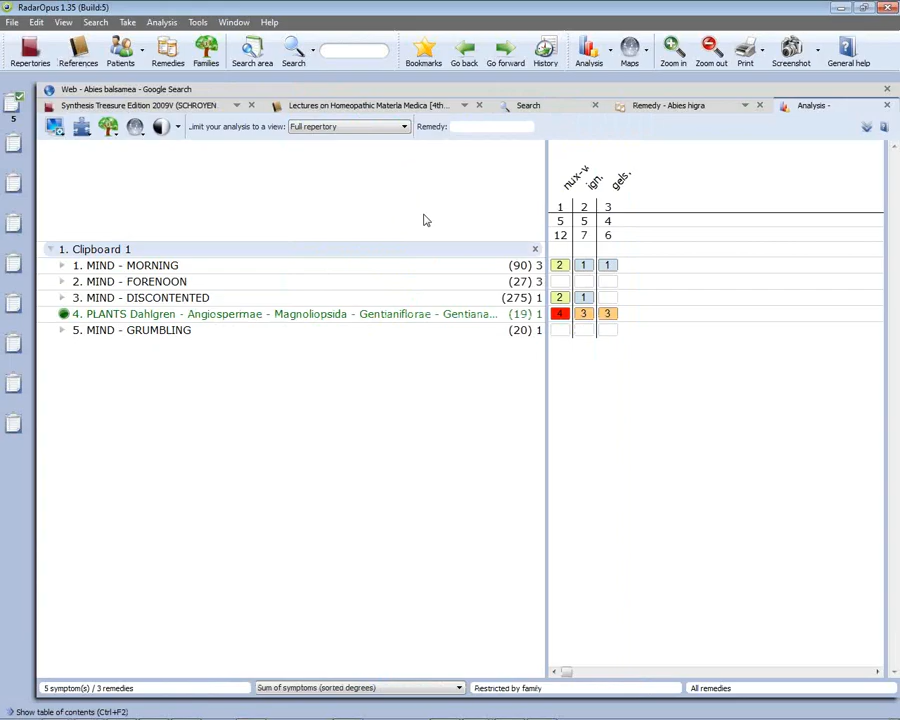 RadarOpus 1.35 (Build:5)
File Edit View Search Take Analysis Tools Window Help
Repertories References Patients Remedies Families Search area Search Bookmarks Go back Go forward History Analysis Maps Zoom in Zoom out Print Screenshot General help
Web - Abies balsamea - Google Search
Synthesis Treasure Edition 2009V (SCHROYEN Lectures on Homeopathic Materia Medica [4th... Search Remedy - Abies nigra Analysis -
5
..imit your analysis to a view: Full repertory Remedy:
nux-v ign. gels.
1 2 3
5 5 4
12 7 6
1. Clipboard 1
1. MIND - MORNING (90) 3 2 1 1
2. MIND - FORENOON (27) 3
3. MIND - DISCONTENTED (275) 1 2 1
4. PLANTS Dahlgren - Angiospermae - Magnoliopsida - Gentianiflorae - Gentiana... (19) 1 4 3 3
5. MIND - GRUMBLING (20) 1
5 symptom(s) / 3 remedies Sum of symptoms (sorted degrees) Restricted by family All remedies
Show table of contents (Ctrl+F2)